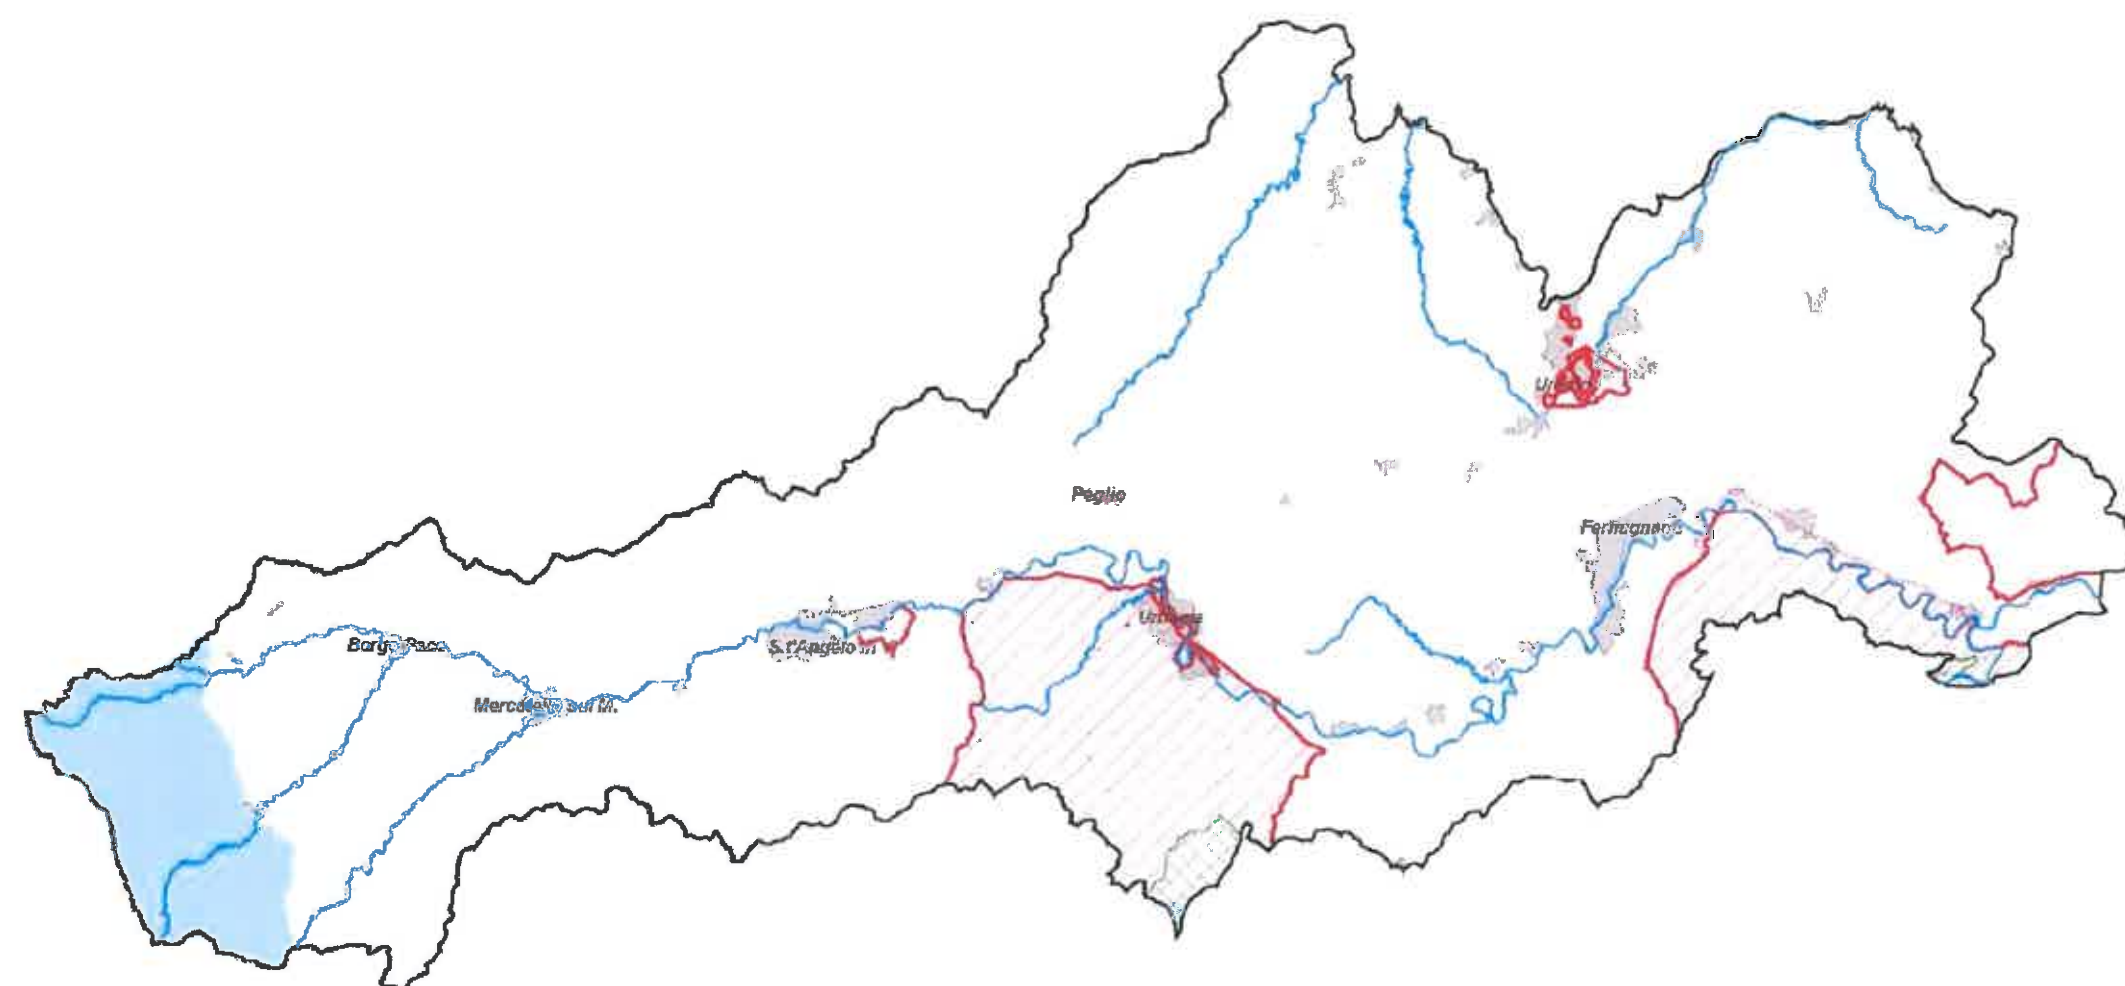 Peglio
Borgo Pace
Mercatello sul M.
S.t'Angelo in
Urbania
Urbino
Fermignano